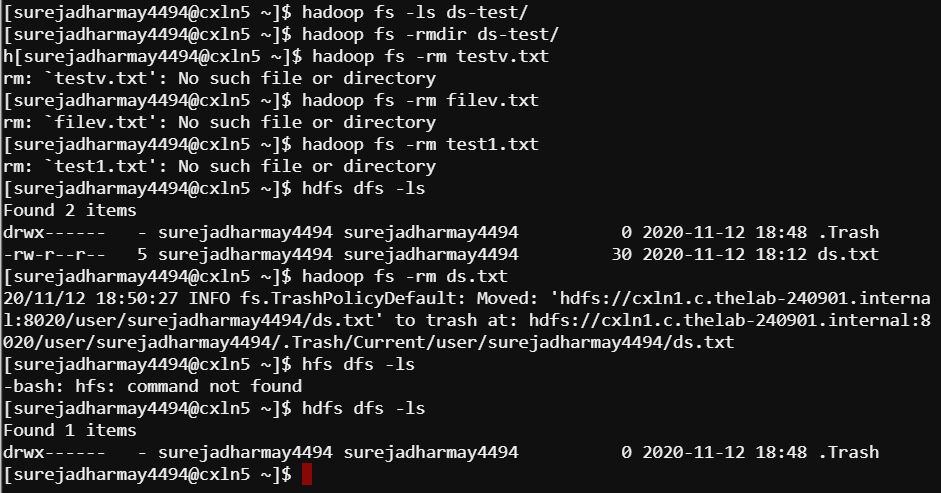 [surejadharmay4494@cxln5 ~]$ hadoop fs -ls ds-test/
[surejadharmay4494@cxln5 ~]$ hadoop fs -rmdir ds-test/
h[surejadharmay4494@cxln5 ~]$ hadoop fs -rm testv.txt
rm: `testv.txt': No such file or directory
[surejadharmay4494@cxln5 ~]$ hadoop fs -rm filev.txt
rm: `filev.txt': No such file or directory
[surejadharmay4494@cxln5 ~]$ hadoop fs -rm test1.txt
rm: `test1.txt': No such file or directory
[surejadharmay4494@cxln5 ~]$ hdfs dfs -ls
Found 2 items
drwx------   - surejadharmay4494 surejadharmay4494          0 2020-11-12 18:48 .Trash
-rw-r--r--   5 surejadharmay4494 surejadharmay4494         30 2020-11-12 18:12 ds.txt
[surejadharmay4494@cxln5 ~]$ hadoop fs -rm ds.txt
20/11/12 18:50:27 INFO fs.TrashPolicyDefault: Moved: 'hdfs://cxln1.c.thelab-240901.interna
l:8020/user/surejadharmay4494/ds.txt' to trash at: hdfs://cxln1.c.thelab-240901.internal:8
020/user/surejadharmay4494/.Trash/Current/user/surejadharmay4494/ds.txt
[surejadharmay4494@cxln5 ~]$ hfs dfs -ls
-bash: hfs: command not found
[surejadharmay4494@cxln5 ~]$ hdfs dfs -ls
Found 1 items
drwx------   - surejadharmay4494 surejadharmay4494          0 2020-11-12 18:48 .Trash
[surejadharmay4494@cxln5 ~]$